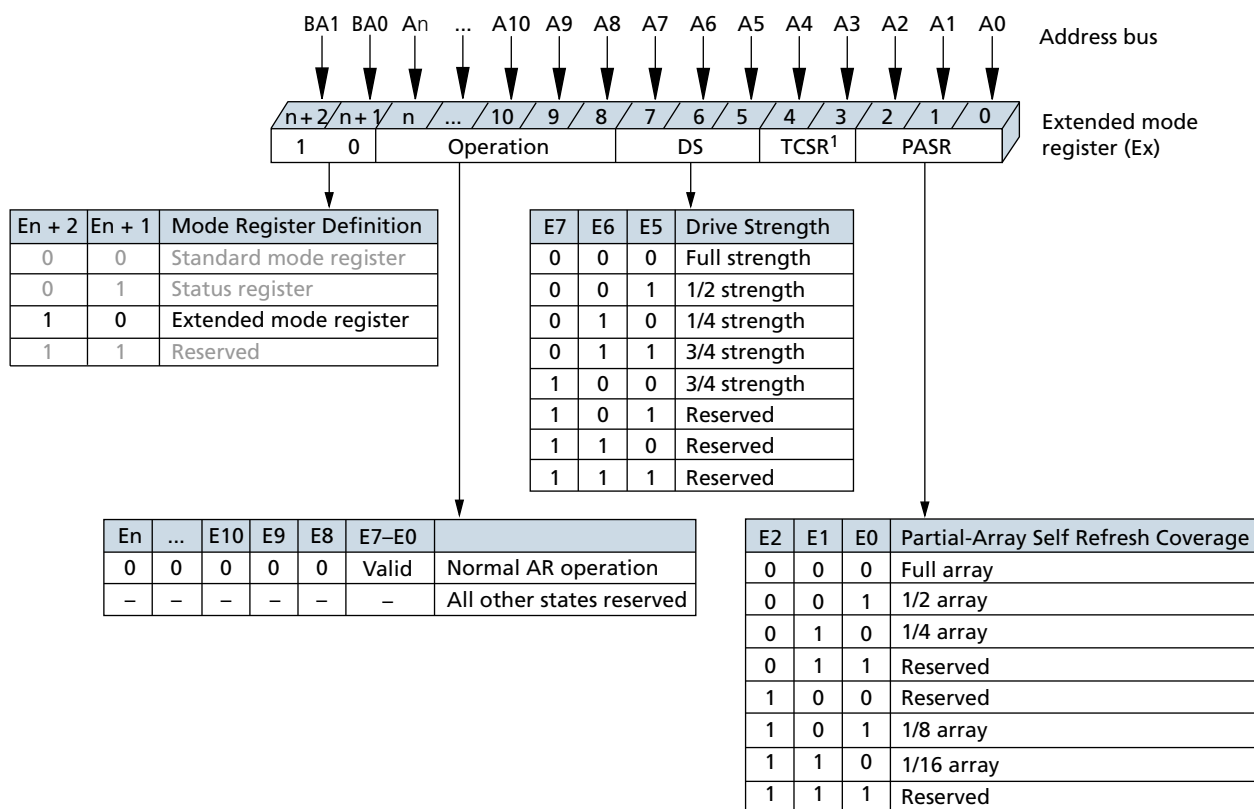 BA1 BA0 An ... A10 A9 A8 A7 A6 A5 A4 A3 A2 A1 A0
Address bus
n + 2 n + 1 n ... 10 9 8 7 6 5 4 3 2 1 0
Extended mode
register (Ex)
1 0 Operation DS TCSR1 PASR
En + 2 En + 1 Mode Register Definition
0 0 Standard mode register
0 1 Status register
1 0 Extended mode register
1 1 Reserved
E7 E6 E5 Drive Strength
0 0 0 Full strength
0 0 1 1/2 strength
0 1 0 1/4 strength
0 1 1 3/4 strength
1 0 0 3/4 strength
1 0 1 Reserved
1 1 0 Reserved
1 1 1 Reserved
En ... E10 E9 E8 E7–E0
0 0 0 0 0 Valid Normal AR operation
– – – – – – All other states reserved
E2 E1 E0 Partial-Array Self Refresh Coverage
0 0 0 Full array
0 0 1 1/2 array
0 1 0 1/4 array
0 1 1 Reserved
1 0 0 Reserved
1 0 1 1/8 array
1 1 0 1/16 array
1 1 1 Reserved